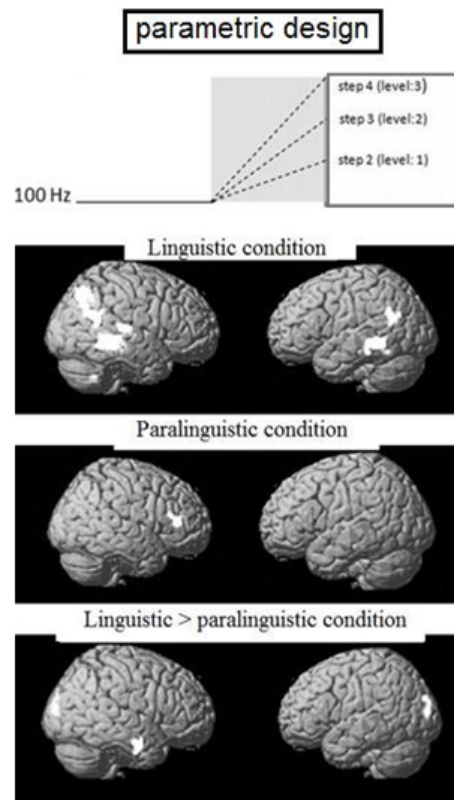 parametric design
step 4 (level:3)
step 3 (level:2)
step 2 (level: 1)
100 Hz
Linguistic condition
Paralinguistic condition
Linguistic > paralinguistic condition